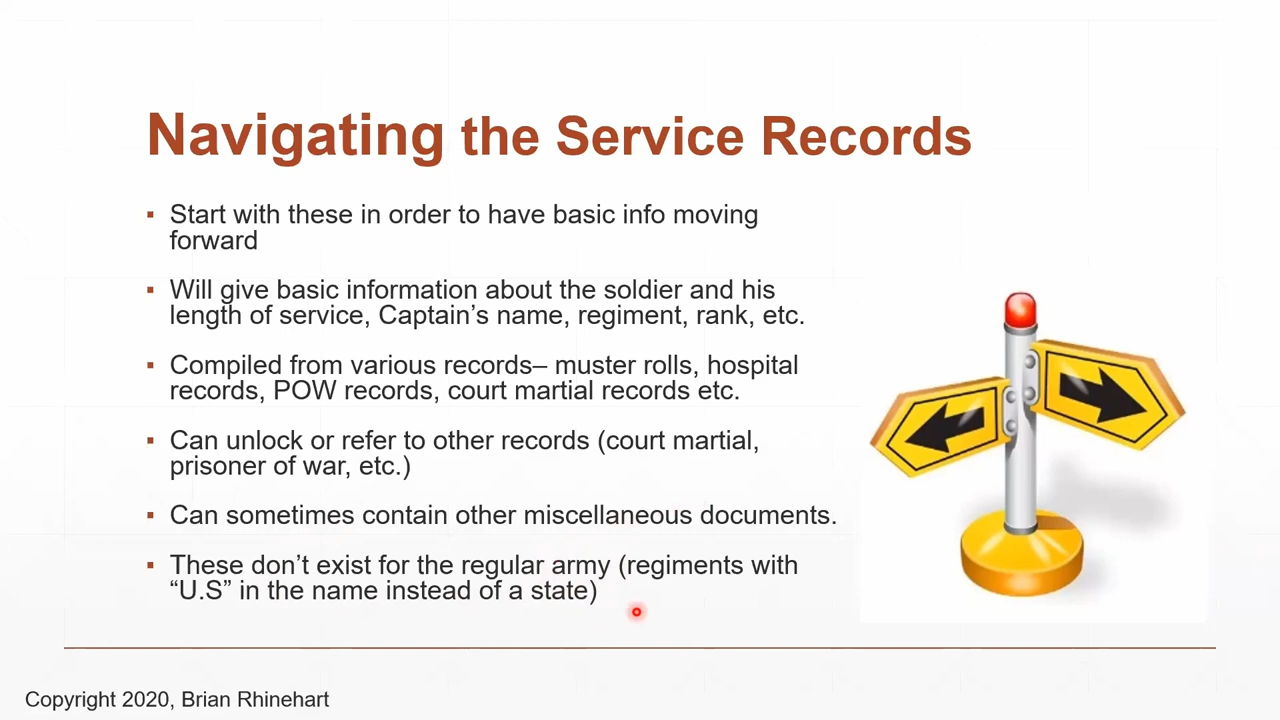 Navigating the Service Records
▪ Start with these in order to have basic info moving
forward
▪ Will give basic information about the soldier and his
length of service, Captain’s name, regiment, rank, etc.
▪ Compiled from various records– muster rolls, hospital
records, POW records, court martial records etc.
▪ Can unlock or refer to other records (court martial,
prisoner of war, etc.)
▪ Can sometimes contain other miscellaneous documents.
▪ These don’t exist for the regular army (regiments with
“U.S” in the name instead of a state)
Copyright 2020, Brian Rhinehart